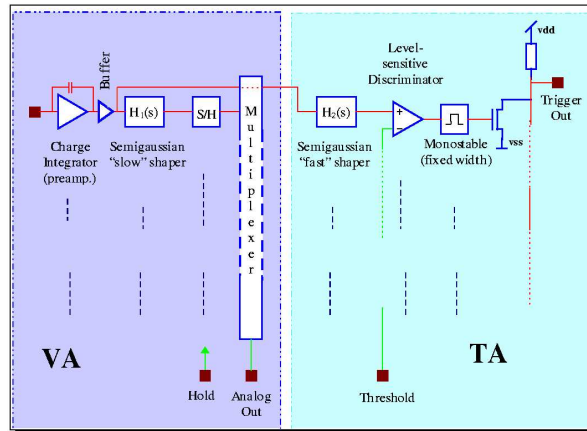 Buffer
H1(s)
S/H
Multiplexer
Charge
Integrator
(preamp.)
Semigaussian
“slow” shaper
VA
Hold
Analog
Out
Level-
sensitive
Discriminator
vdd
H2(s)
+
−
Trigger
Out
vss
Semigaussian
“fast” shaper
Monostable
(fixed width)
TA
Threshold